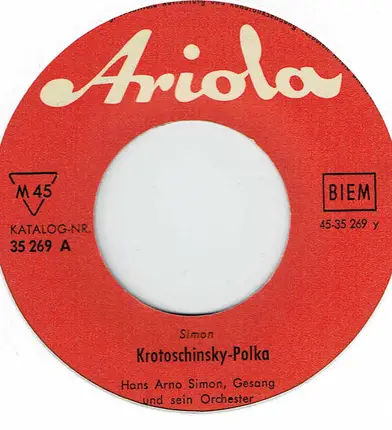 Ariola
M 45
BIEM
KATALOG-NR.
35 269 A
45-35 269 y
Simon
Krotoschinsky-Polka
Hans Arno Simon, Gesang
und sein Orchester